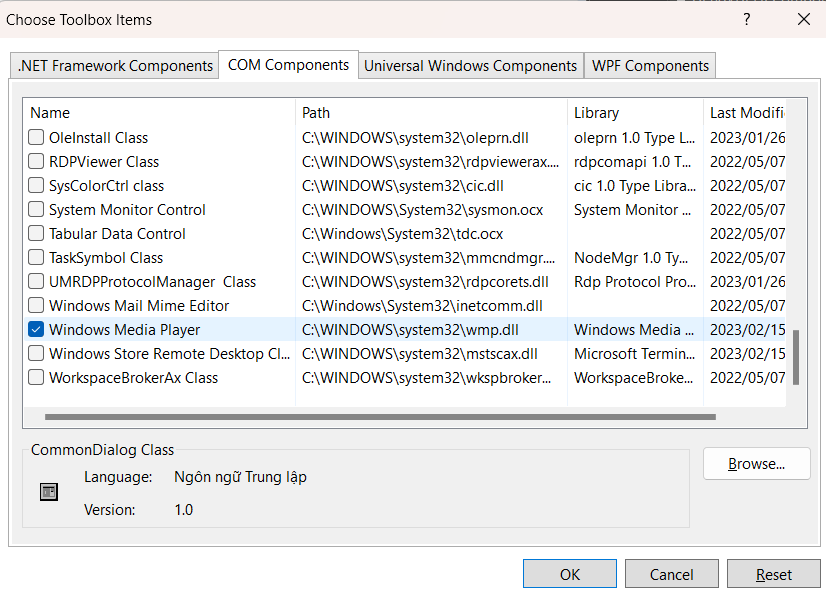 Choose Toolbox Items ?
.NET Framework Components COM Components Universal Windows Components WPF Components
Name Path Library Last Modifi
OleInstall Class C:\WINDOWS\system32\oleprn.dll oleprn 1.0 Type L... 2023/01/26
RDPViewer Class C:\WINDOWS\system32\rdpviewerax.... rdpcomapi 1.0 T... 2022/05/07
SysColorCtrl class C:\WINDOWS\system32\cic.dll cic 1.0 Type Libra... 2022/05/07
System Monitor Control C:\WINDOWS\System32\sysmon.ocx System Monitor ... 2022/05/07
Tabular Data Control C:\Windows\System32\tdc.ocx 2022/05/07
TaskSymbol Class C:\WINDOWS\system32\mmcndmgr.... NodeMgr 1.0 Ty... 2022/05/07
UMRDPProtocolManager Class C:\WINDOWS\system32\rdpcorets.dll Rdp Protocol Pro... 2023/01/26
Windows Mail Mime Editor C:\Windows\System32\inetcomm.dll 2022/05/07
Windows Media Player C:\WINDOWS\system32\wmp.dll Windows Media ... 2023/02/15
Windows Store Remote Desktop Cl... C:\WINDOWS\system32\mstscax.dll Microsoft Termin... 2023/02/15
WorkspaceBrokerAx Class C:\WINDOWS\system32\wkspbroker... WorkspaceBroke... 2022/05/07
CommonDialog Class
Language: Ngôn ngữ Trung lập
Version: 1.0
Browse...
OK Cancel Reset